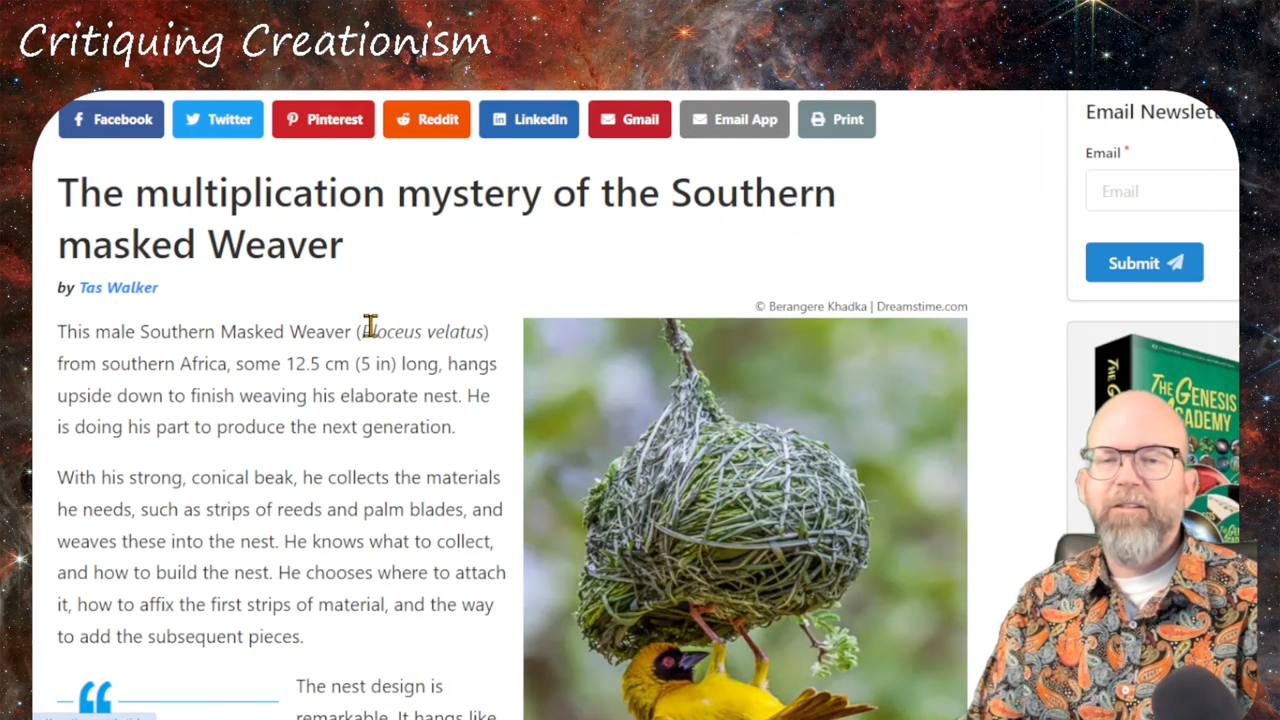 Critiquing Creationism
Facebook
Twitter
Pinterest
Reddit
LinkedIn
Gmail
Email App
Print
The multiplication mystery of the Southern
masked Weaver
by Tas Walker
© Berangere Khadka | Dreamstime.com
This male Southern Masked Weaver (Ploceus velatus)
from southern Africa, some 12.5 cm (5 in) long, hangs
upside down to finish weaving his elaborate nest. He
is doing his part to produce the next generation.
With his strong, conical beak, he collects the materials
he needs, such as strips of reeds and palm blades, and
weaves these into the nest. He knows what to collect,
and how to build the nest. He chooses where to attach
it, how to affix the first strips of material, and the way
to add the subsequent pieces.
“
The nest design is
remarkable. It hangs like
Email Newslett
Email *
Email
Submit
THE GENESIS
ACADEMY